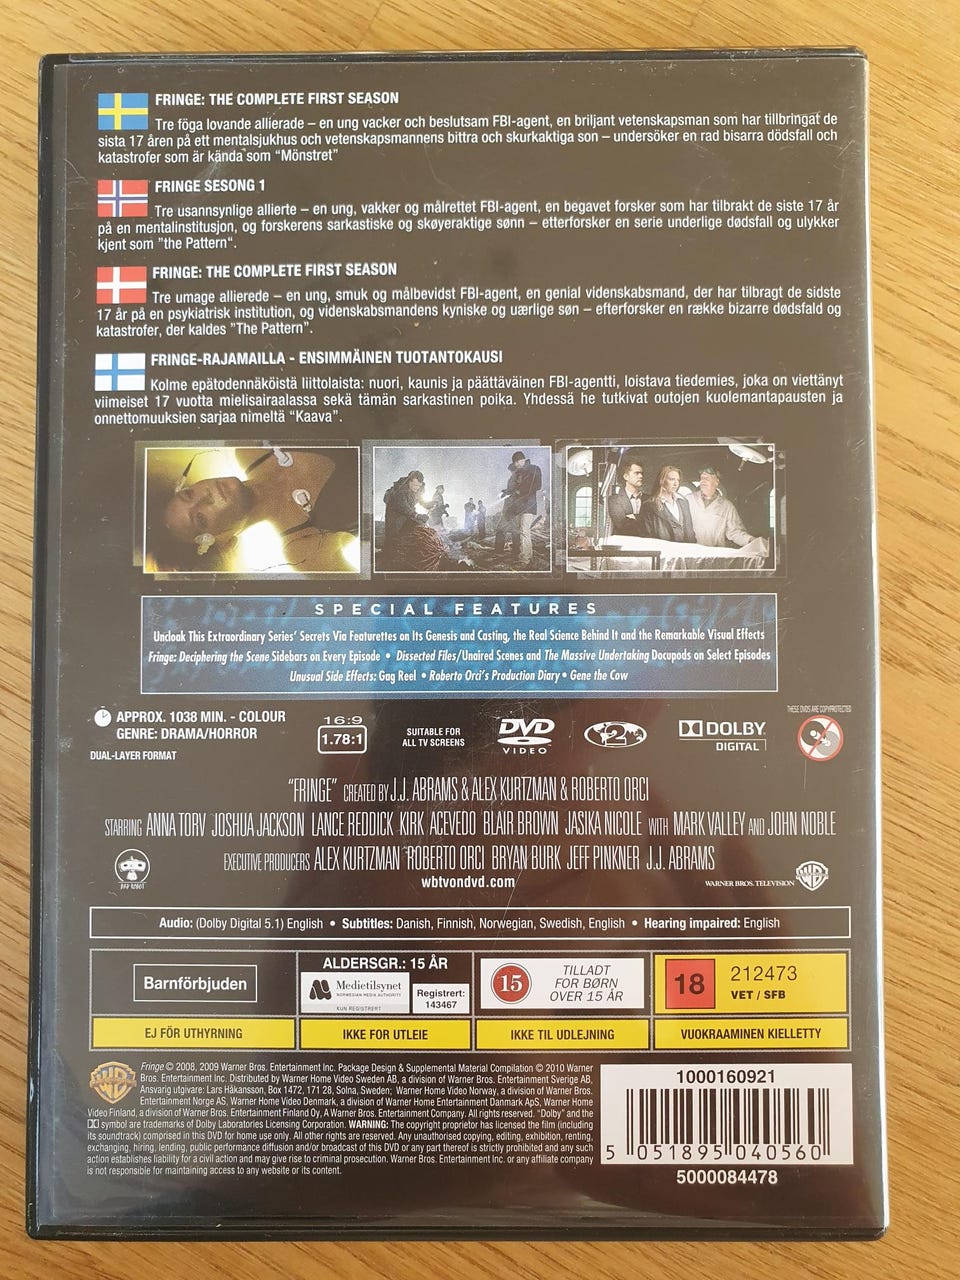 FRINGE: THE COMPLETE FIRST SEASON
Tre föga lovande allierade – en ung vacker och beslutsam FBI-agent, en briljant vetenskapsman som har tillbringat de
sista 17 åren på ett mentalsjukhus och vetenskapsmannens bittra och skurkaktiga son – undersöker en rad bisarra dödsfall och
katastrofer som är kända som “Mönstret”
FRINGE SESONG 1
Tre usannsynlige allierte – en ung, vakker og målrettet FBI-agent, en begavet forsker som har tilbrakt de siste 17 år
på en mentalinstitusjon, og forskerens sarkastiske og skøyeraktige sønn – etterforsker en serie underlige dødsfall og ulykker
kjent som ”the Pattern“.
FRINGE: THE COMPLETE FIRST SEASON
Tre umage allierede – en ung, smuk og målbevidst FBI-agent, en genial videnskabsmand, der har tilbragt de sidste
17 år på en psykiatrisk institution, og videnskabsmandens kyniske og uærlige søn – efterforsker en række bizarre dødsfald og
katastrofer, der kaldes ”The Pattern”.
FRINGE-RAJAMAILLA - ENSIMMÄINEN TUOTANTOKAUSI
Kolme epätodennäköistä liittolaista: nuori, kaunis ja päättäväinen FBI-agentti, loistava tiedemies, joka on viettänyt
viimeiset 17 vuotta mielisairaalassa sekä tämän sarkastinen poika. Yhdessä he tutkivat outojen kuolemantapausten ja
onnettomuuksien sarjaa nimeltä “Kaava”.
SPECIAL FEATURES
Uncloak This Extraordinary Series’ Secrets Via Featurettes on Its Genesis and Casting, the Real Science Behind It and the Remarkable Visual Effects
Fringe: Deciphering the Scene Sidebars on Every Episode • Dissected Files/Unaired Scenes and The Massive Undertaking Docupods on Select Episodes
Unusual Side Effects: Gag Reel • Roberto Orci’s Production Diary • Gene the Cow
APPROX. 1038 MIN. - COLOUR
GENRE: DRAMA/HORROR
DUAL-LAYER FORMAT
16:9
1.78:1
SUITABLE FOR
ALL TV SCREENS
DVD
VIDEO
2
DOLBY
DIGITAL
THESE DVDS ARE COPYPROTECTED
“FRINGE” CREATED BY J.J. ABRAMS & ALEX KURTZMAN & ROBERTO ORCI
STARRING ANNA TORV JOSHUA JACKSON LANCE REDDICK KIRK ACEVEDO BLAIR BROWN JASIKA NICOLE WITH MARK VALLEY AND JOHN NOBLE
EXECUTIVE PRODUCERS ALEX KURTZMAN ROBERTO ORCI BRYAN BURK JEFF PINKNER J.J. ABRAMS
BAD ROBOT
wbtvondvd.com
WARNER BROS. TELEVISION
WB
Audio: (Dolby Digital 5.1) English • Subtitles: Danish, Finnish, Norwegian, Swedish, English • Hearing impaired: English
Barnförbjuden
EJ FÖR UTHYRNING
ALDERSGR.: 15 ÅR
Medietilsynet
NORWEGIAN MEDIA AUTHORITY
KUN REGISTRERT
Registrert:
143467
IKKE FOR UTLEIE
15
TILLADT
FOR BØRN
OVER 15 ÅR
IKKE TIL UDLEJNING
18
212473
VET / SFB
VUOKRAAMINEN KIELLETTY
WB
Fringe © 2008, 2009 Warner Bros. Entertainment Inc. Package Design & Supplemental Material Compilation © 2010 Warner
Bros. Entertainment Inc. Distributed by Warner Home Video Sweden AB, a division of Warner Bros. Entertainment Sverige AB,
Ansvarig utgivare: Lars Håkansson. Box 1472, 171 28, Solna, Sweden; Warner Home Video Norway, a division of Warner Bros.
Entertainment Norge AS, Warner Home Video Denmark, a division of Warner Bros. Entertainment Danmark ApS, Warner Home
Video Finland, a division of Warner Bros. Entertainment Finland Oy, A Warner Bros. Entertainment Company. All rights reserved. “Dolby” and the
symbol are trademarks of Dolby Laboratories Licensing Corporation. WARNING: The copyright proprietor has licensed the film (including
its soundtrack) comprised in this DVD for home use only. All other rights are reserved. Any unauthorised copying, editing, exhibition, renting,
exchanging, hiring, lending, public performance diffusion and/or broadcast of this DVD or any part thereof is strictly prohibited and any such
action establishes liability for a civil action and may give rise to criminal prosecution. Warner Bros. Entertainment Inc. or any affiliate company
is not responsible for maintaining access to any website or its content.
1000160921
5 051895 040560
5000084478